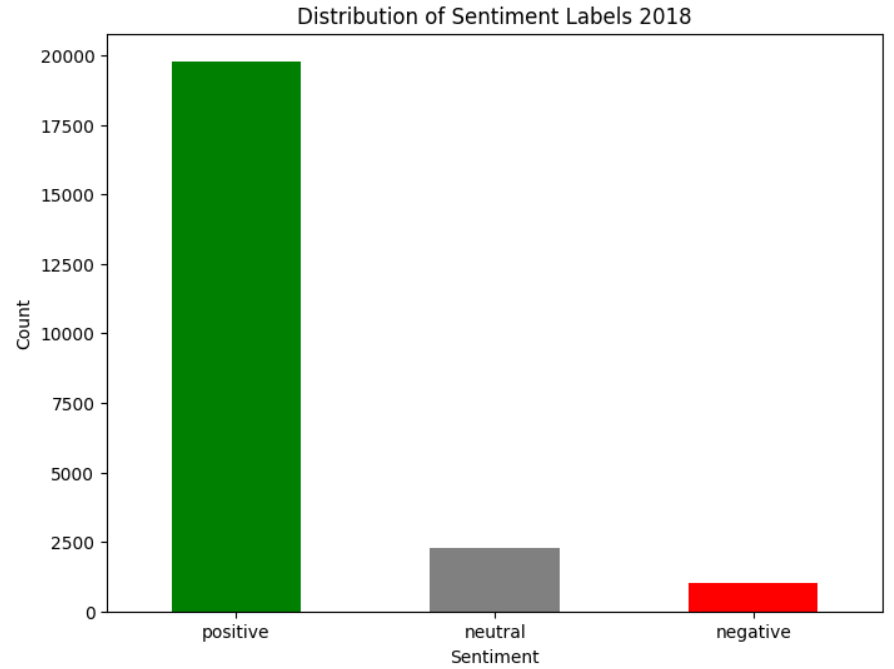 Distribution of Sentiment Labels 2018
20000
17500
15000
12500
10000
7500
5000
2500
0
Count
positive neutral negative
Sentiment